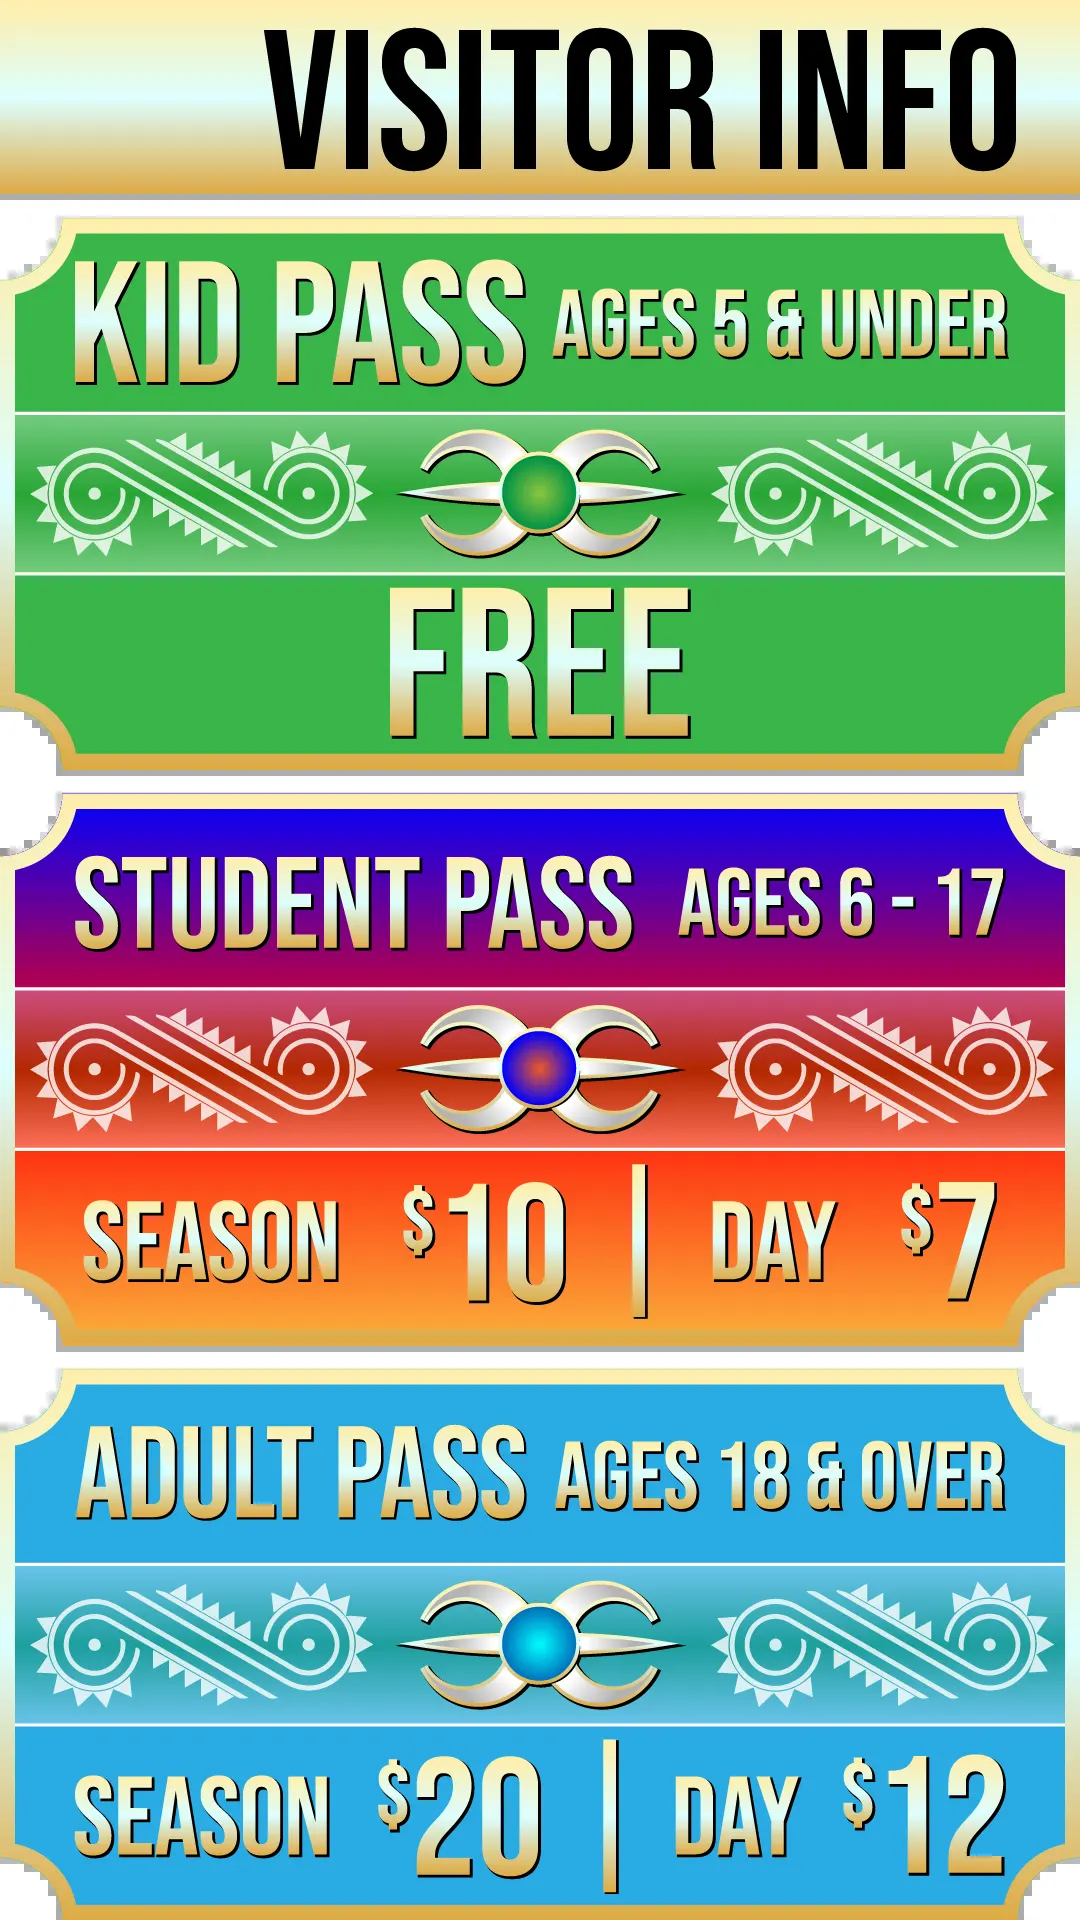 VISITOR INFO
KID PASS AGES 5 & UNDER
FREE
STUDENT PASS AGES 6 - 17
SEASON $10 | DAY $7
ADULT PASS AGES 18 & OVER
SEASON $20 | DAY $12